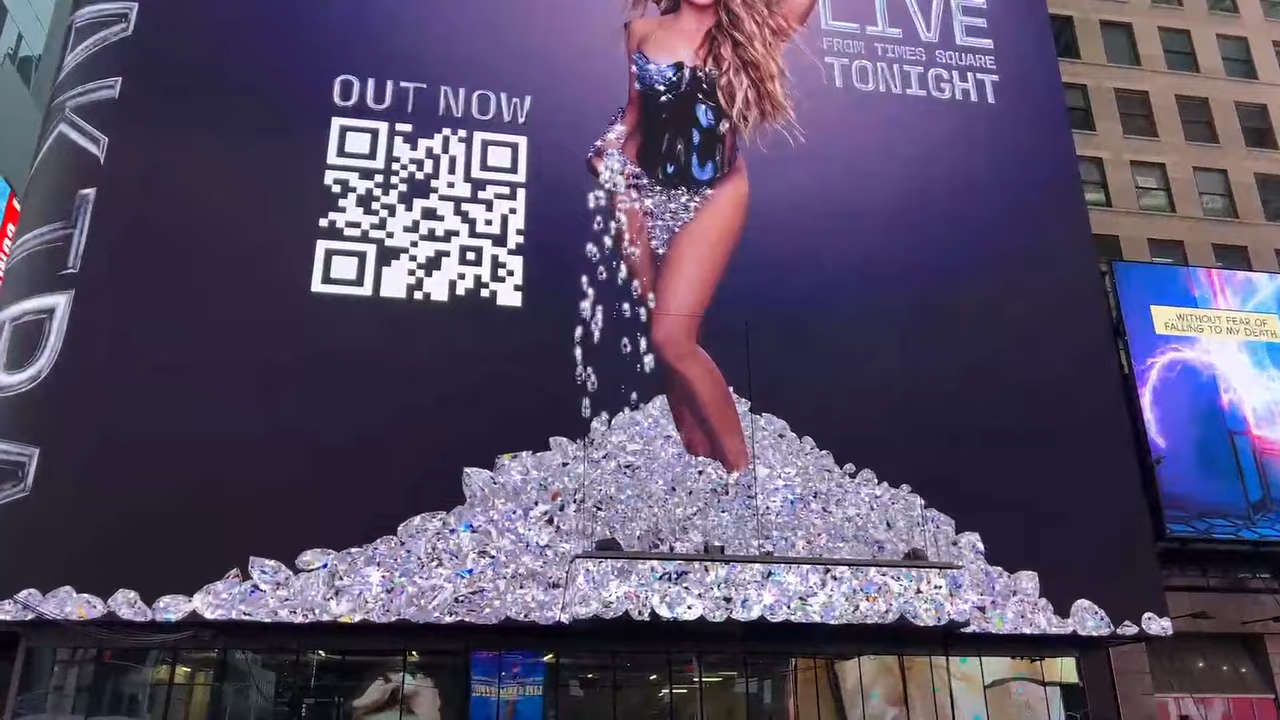 LIVE
FROM TIMES SQUARE
TONIGHT
OUT NOW
...WITHOUT FEAR OF
FALLING TO MY DEATH.